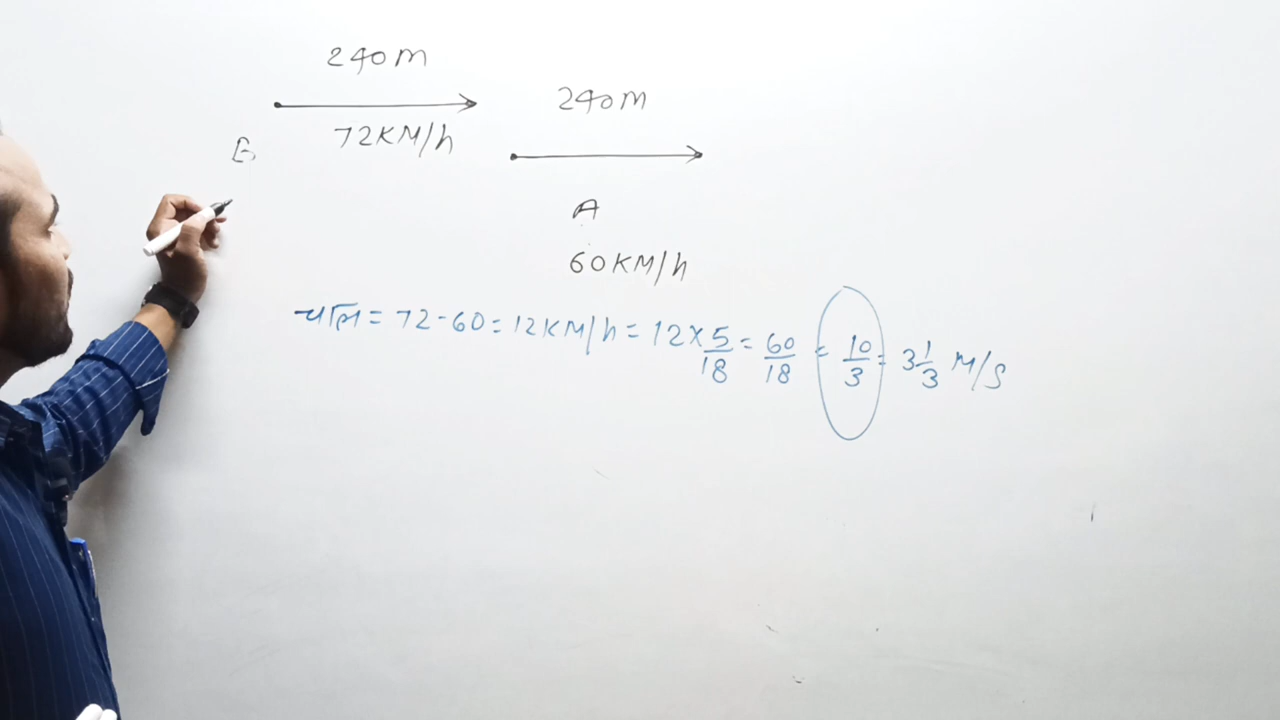 240m
240m
72KM/h
B
A
60KM/h
चाल = 72-60 = 12KM/h = 12 × 5/18 = 60/18 = 10/3 = 3 1/3 M/S